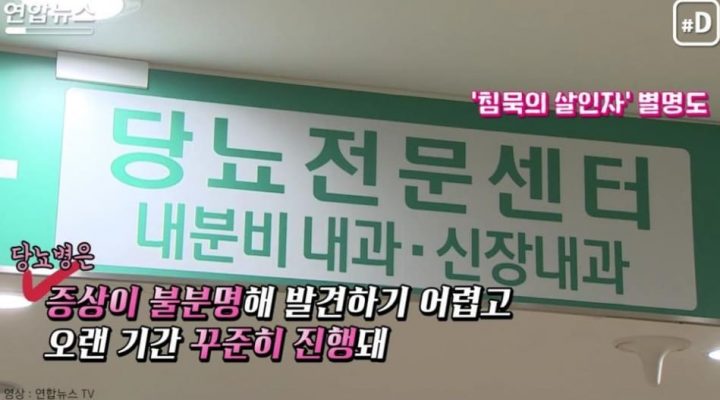 연합뉴스
#D
'침묵의 살인자' 별명도
당뇨전문센터
내분비 내과·신장내과
당뇨병은
증상이 불분명해 발견하기 어렵고
오랜 기간 꾸준히 진행돼
영상 : 연합뉴스 TV